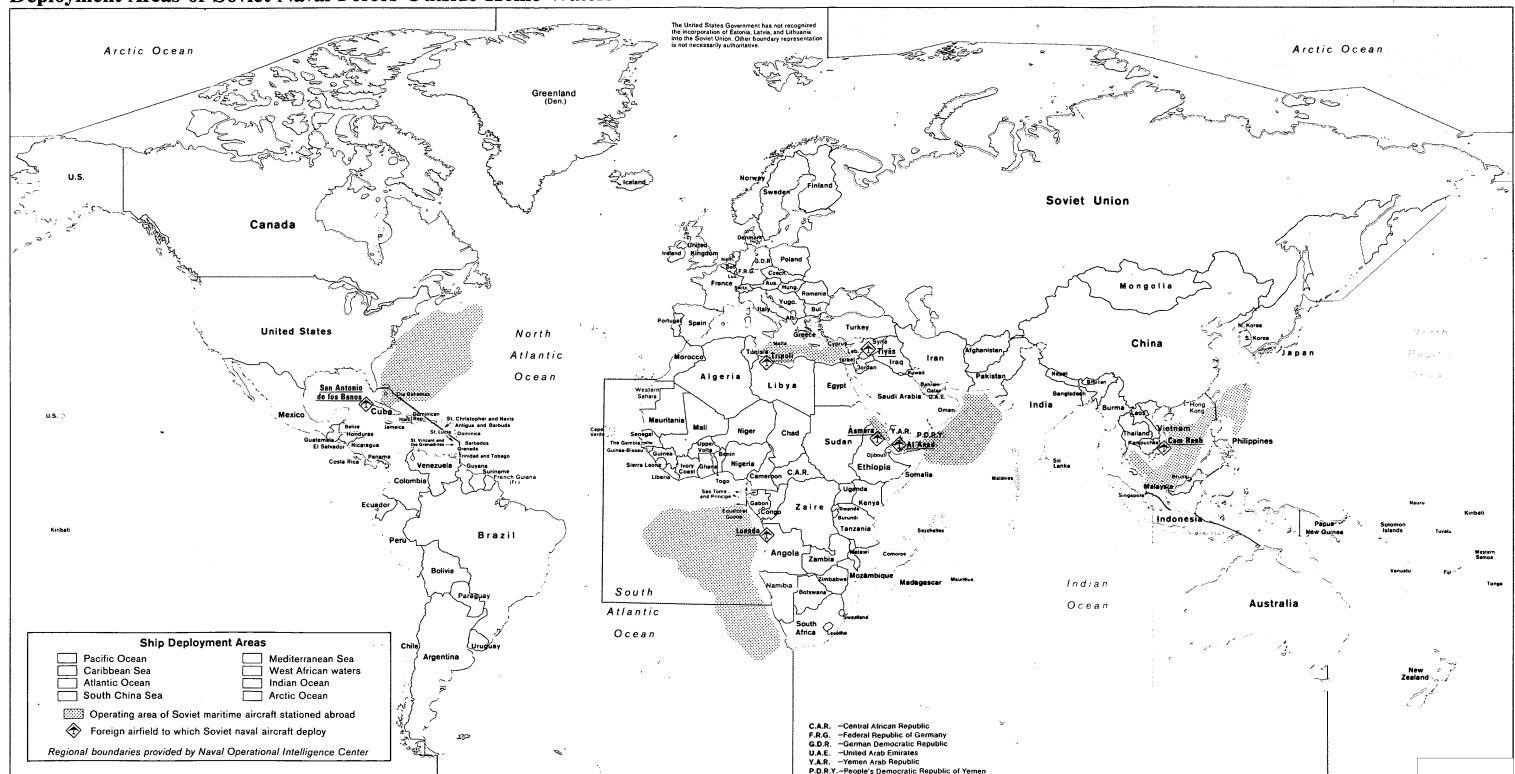 Deployment Areas of Soviet Naval Forces Outside Home Waters
The United States Government has not recognized
the incorporation of Estonia, Latvia, and Lithuania
into the Soviet Union. Other boundary representation
is not necessarily authoritative.
Arctic Ocean
Arctic Ocean
Greenland
(Den.)
U.S.
Canada
Iceland
Norway
Sweden
Finland
Soviet Union
Denmark
United
Kingdom
Ireland
Neth.
Bel.
Lux.
G.D.R.
Poland
F.R.G.
Czech.
France
Switz.
Aus.
Hung.
Romania
Yugo.
Bul.
Italy
Alb.
Portugal
Spain
Greece
Turkey
Mongolia
United States
North
Atlantic
Ocean
North
N. Korea
S. Korea
Japan
China
Malta
Cyprus
Syria
Tiyas
Leb.
Israel
Jordan
Iraq
Iran
Afghanistan
Kuwait
Pakistan
Tunisia
Tripoli
Morocco
Algeria
Libya
Egypt
Bahrain
Qatar
U.A.E.
Saudi Arabia
Oman
Nepal
Bhutan
Bangladesh
India
Burma
Laos
Hong
Kong
Thailand
Vietnam
Kampuchea
Cam Ranh
Philippines
San Antonio
de los Banos
The Bahamas
U.S.
Mexico
Cuba
Haiti
Dominican
Rep.
Jamaica
Belize
Honduras
Guatemala
El Salvador
Nicaragua
Costa Rica
Panama
St. Christopher and Nevis
Antigua and Barbuda
Dominica
St. Lucia
St. Vincent and
the Grenadines
Barbados
Grenada
Trinidad and Tobago
Venezuela
Guyana
Suriname
French Guiana
(Fr.)
Colombia
Ecuador
Peru
Brazil
Kiribati
Western
Sahara
Cape
Verde
Mauritania
Mali
Niger
Chad
Sudan
Asmara
Y.A.R.
P.D.R.Y.
Al Anad
Djibouti
Senegal
The Gambia
Guinea-Bissau
Guinea
Sierra Leone
Liberia
Ivory
Coast
Upper
Volta
Ghana
Benin
Togo
Nigeria
Cameroon
C.A.R.
Ethiopia
Somalia
Sao Tome
and Principe
Equatorial
Guinea
Gabon
Congo
Zaire
Uganda
Kenya
Rwanda
Burundi
Tanzania
Luanda
Angola
Zambia
Malawi
Comoros
Seychelles
Maldives
Sri
Lanka
Malaysia
Brunei
Singapore
Indonesia
Papua
New Guinea
Nauru
Kiribati
Solomon
Islands
Tuvalu
Western
Samoa
Vanuatu
Fiji
Tonga
Bolivia
Paraguay
Chile
Argentina
Uruguay
South
Atlantic
Ocean
Namibia
Botswana
Zimbabwe
Mozambique
Madagascar
Mauritius
Swaziland
South
Africa
Lesotho
Indian
Ocean
Australia
New
Zealand
Ship Deployment Areas
Pacific Ocean
Caribbean Sea
Atlantic Ocean
South China Sea
Mediterranean Sea
West African waters
Indian Ocean
Arctic Ocean
Operating area of Soviet maritime aircraft stationed abroad
Foreign airfield to which Soviet naval aircraft deploy
Regional boundaries provided by Naval Operational Intelligence Center
C.A.R. —Central African Republic
F.R.G. —Federal Republic of Germany
G.D.R. —German Democratic Republic
U.A.E. —United Arab Emirates
Y.A.R. —Yemen Arab Republic
P.D.R.Y.—People's Democratic Republic of Yemen